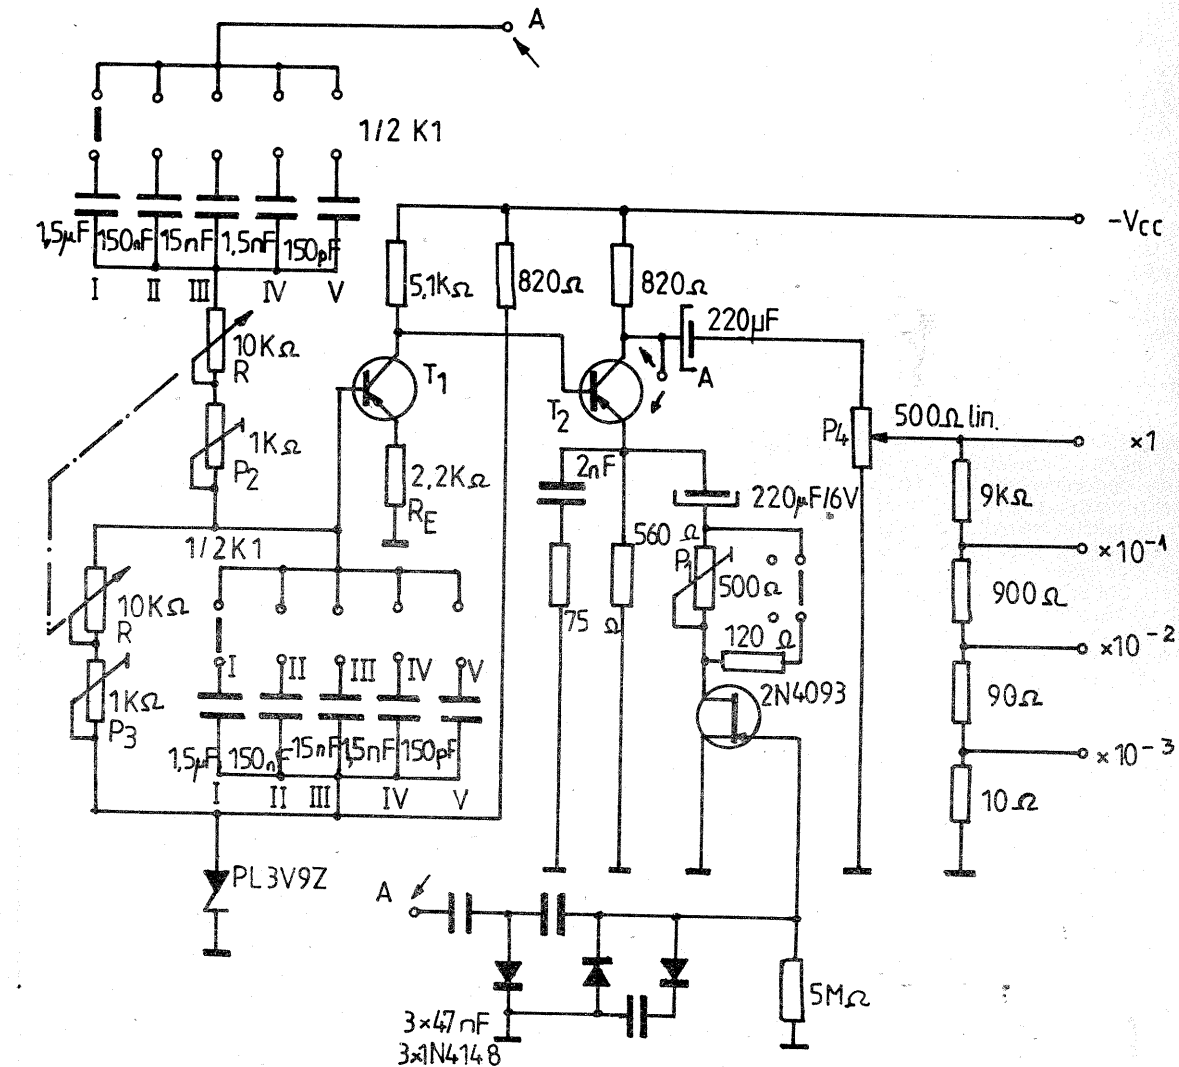 A
1/2 K1
-Vcc
1,5µF 150nF 15nF 1,5nF 150pF
I II III IV V
5,1KΩ
820Ω
820Ω
220µF
A
10KΩ
R
T1
T2
P4
500Ω lin.
×1
1KΩ
P2
2,2KΩ
RE
2nF
220µF/6V
9KΩ
1/2K1
560 Ω
×10-1
10KΩ
R
P1
500Ω
900Ω
75 Ω
120 Ω
×10-2
I II III IV V
1KΩ
P3
2N4093
90Ω
1,5µF 150nF 15nF 1,5nF 150pF
×10-3
I II III IV V
10Ω
PL3V9Z
A
5MΩ
3×47nF
3×1N4148